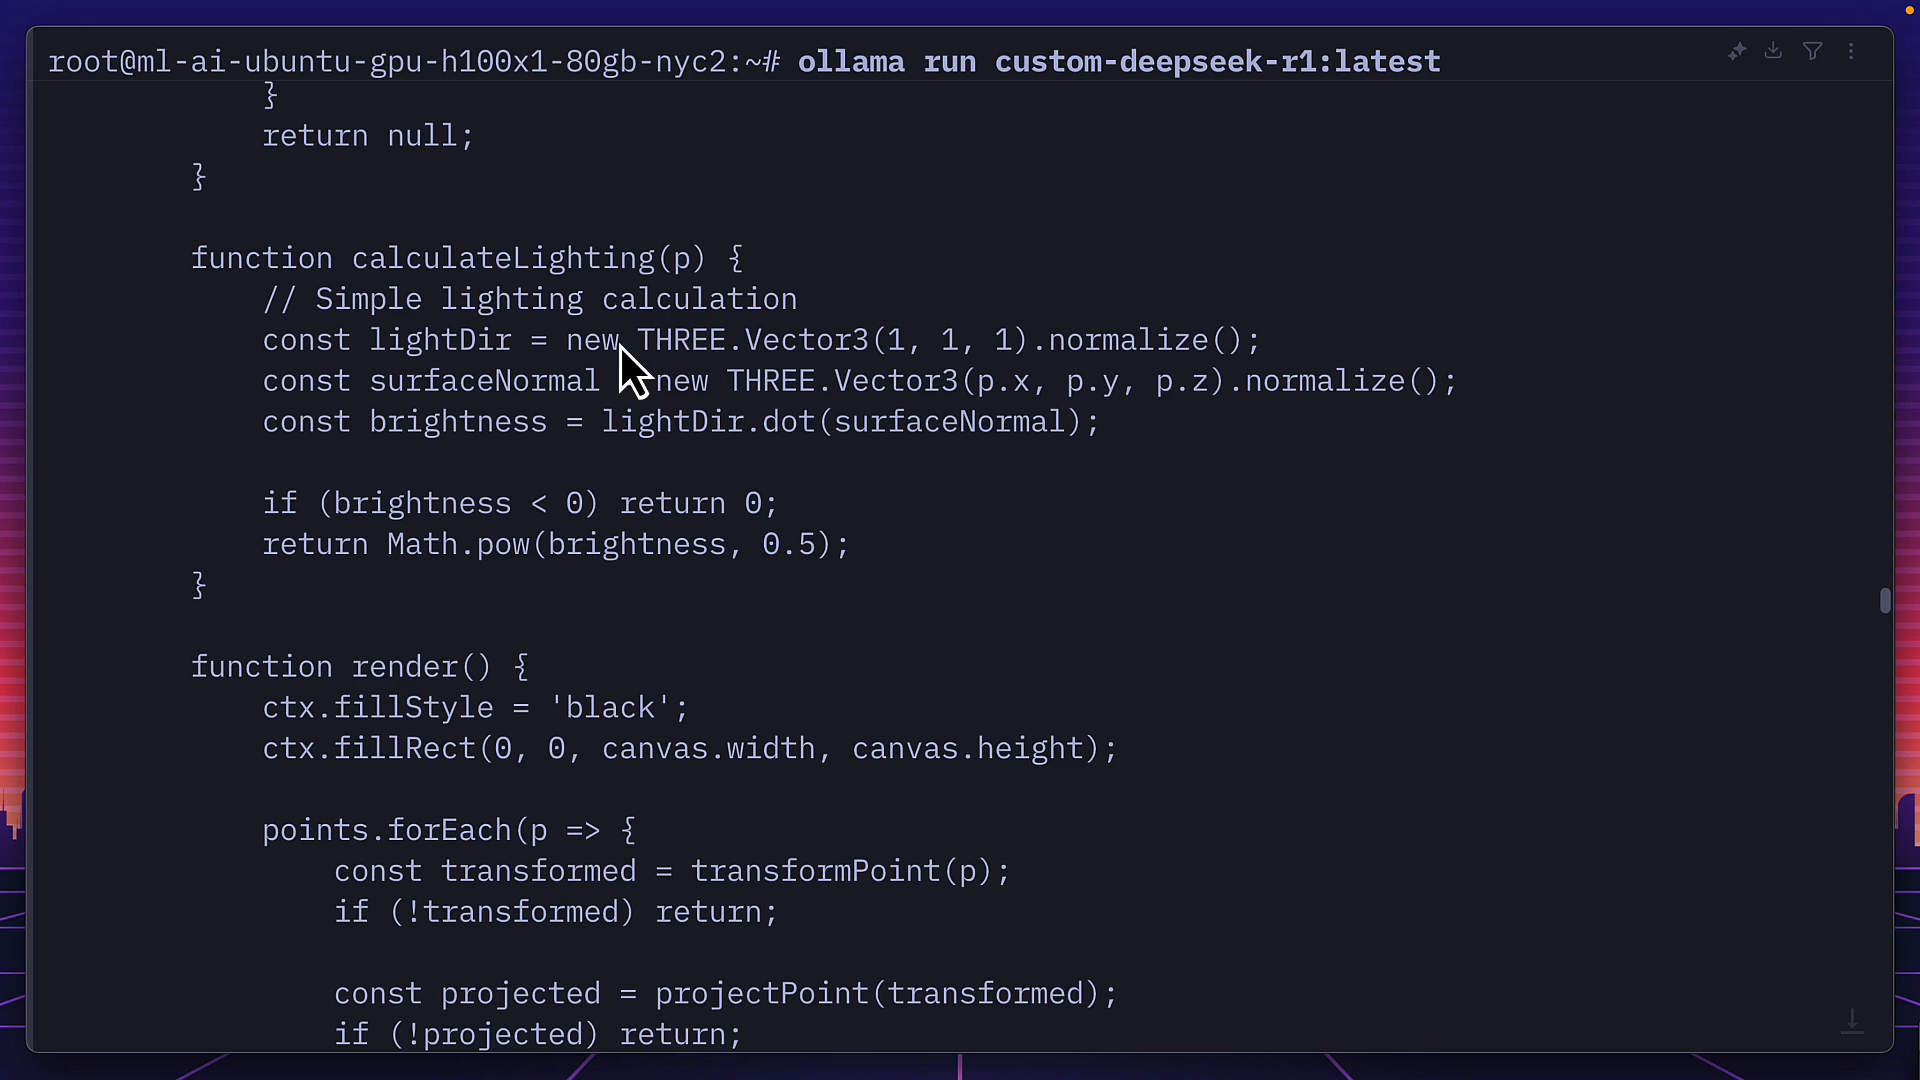 root@ml-ai-ubuntu-gpu-h100x1-80gb-nyc2:~# ollama run custom-deepseek-r1:latest
}
return null;
}
function calculateLighting(p) {
// Simple lighting calculation
const lightDir = new THREE.Vector3(1, 1, 1).normalize();
const surfaceNormal new THREE.Vector3(p.x, p.y, p.z).normalize();
const brightness = lightDir.dot(surfaceNormal);
if (brightness < 0) return 0;
return Math.pow(brightness, 0.5);
}
function render() {
ctx.fillStyle = 'black';
ctx.fillRect(0, 0, canvas.width, canvas.height);
points.forEach(p => {
const transformed = transformPoint(p);
if (!transformed) return;
const projected = projectPoint(transformed);
if (!projected) return;